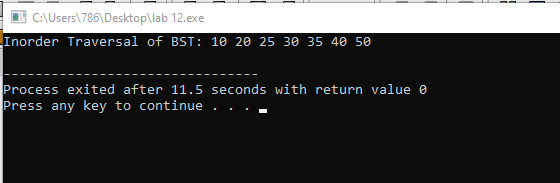 C:\Users\786\Desktop\lab 12.exe
Inorder Traversal of BST: 10 20 25 30 35 40 50
--------------------------------
Process exited after 11.5 seconds with return value 0
Press any key to continue . . .